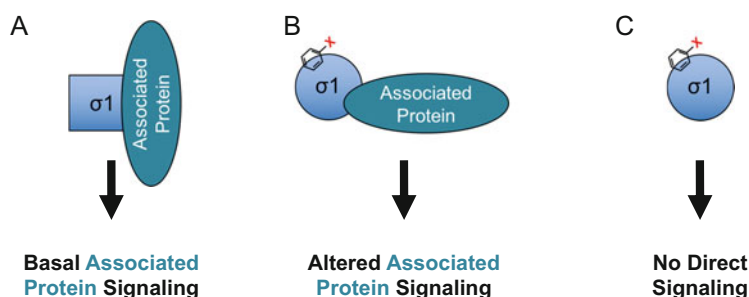 A
B
C
σ1
Associated
Protein
X
σ1
Associated
Protein
X
σ1
Basal Associated
Protein Signaling
Altered Associated
Protein Signaling
No Direct
Signaling